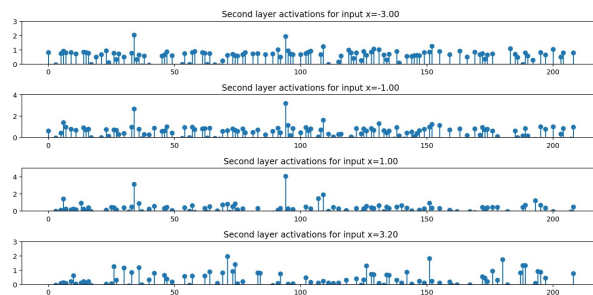 Second layer activations for input x=-3.00
3
2
1
0
0 50 100 150 200
Second layer activations for input x=-1.00
4
2
0
0 50 100 150 200
Second layer activations for input x=1.00
4
2
0
0 50 100 150 200
Second layer activations for input x=3.20
3
2
1
0
0 50 100 150 200